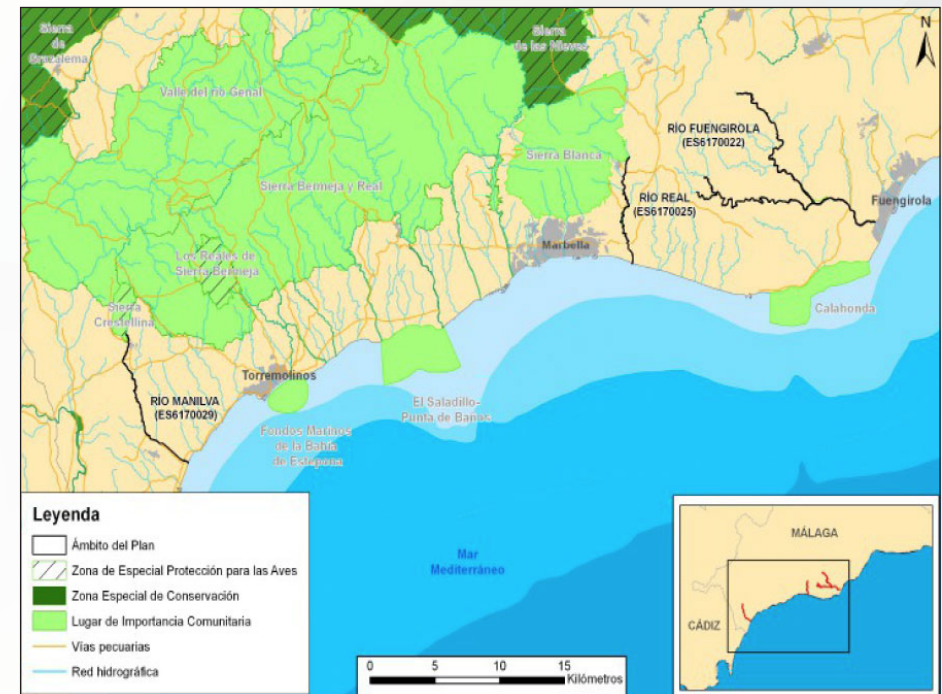 Sierra
de
Grazalema
Sierra
de las Nieves
N
Valle del río Genal
RÍO FUENGIROLA
(ES6170022)
Sierra Blanca
Sierra Bermeja y Real
RÍO REAL
(ES6170025)
Fuengirola
Marbella
Los Reales de
Sierra Bermeja
Sierra
Crestellina
Calahonda
Torremolinos
RÍO MANILVA
(ES6170029)
El Saladillo-
Punta de Baños
Fondos Marinos
de la Bahía
de Estepona
Mar
Mediterráneo
Leyenda
Ámbito del Plan
Zona de Especial Protección para las Aves
Zona Especial de Conservación
Lugar de Importancia Comunitaria
Vías pecuarias
Red hidrográfica
0 5 10 15
Kilómetros
MÁLAGA
CÁDIZ